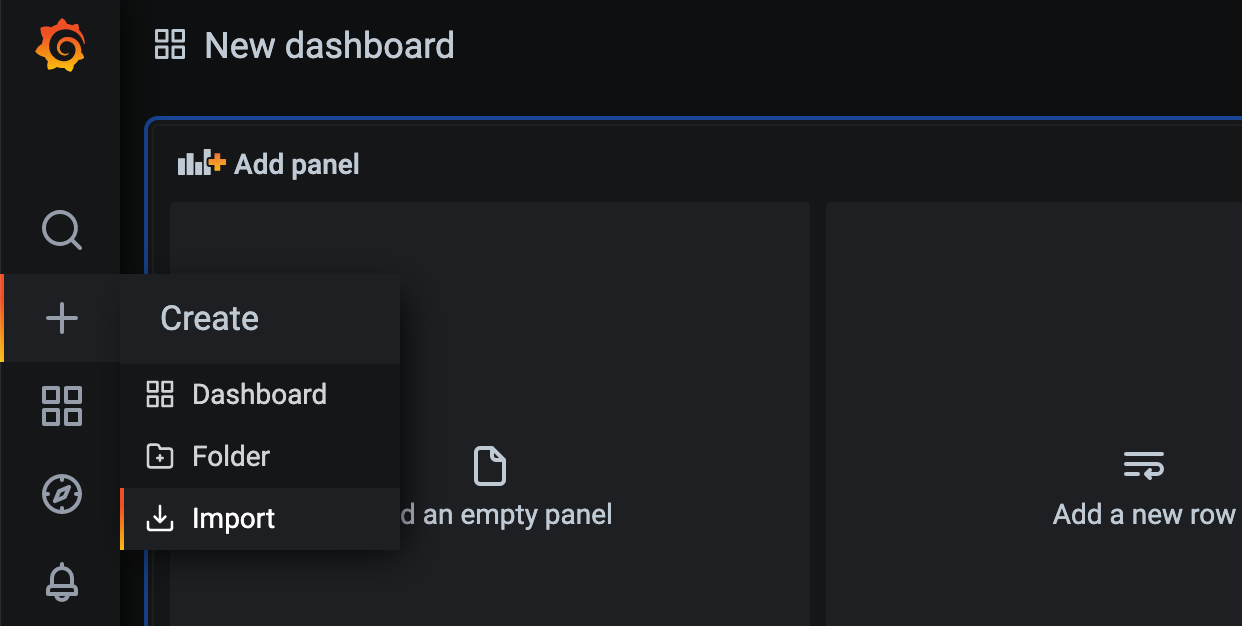 New dashboard
Add panel
Create
Dashboard
Folder
Import
an empty panel
Add a new row